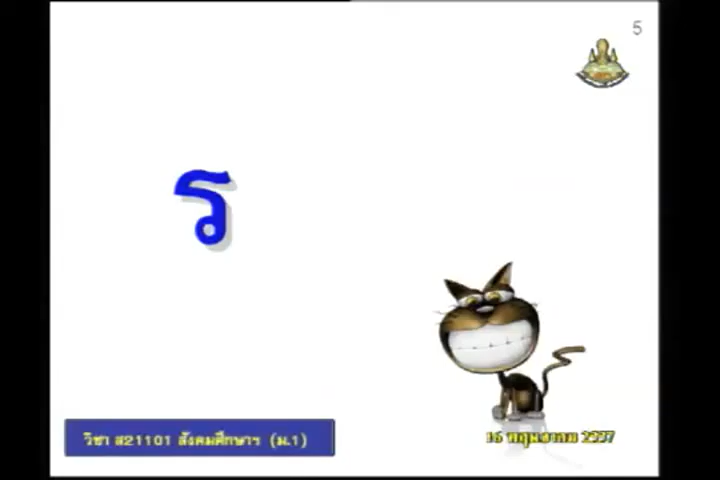 5
ร
วิชา ส21101 สังคมศึกษาฯ (ม.1)
16 พฤษภาคม